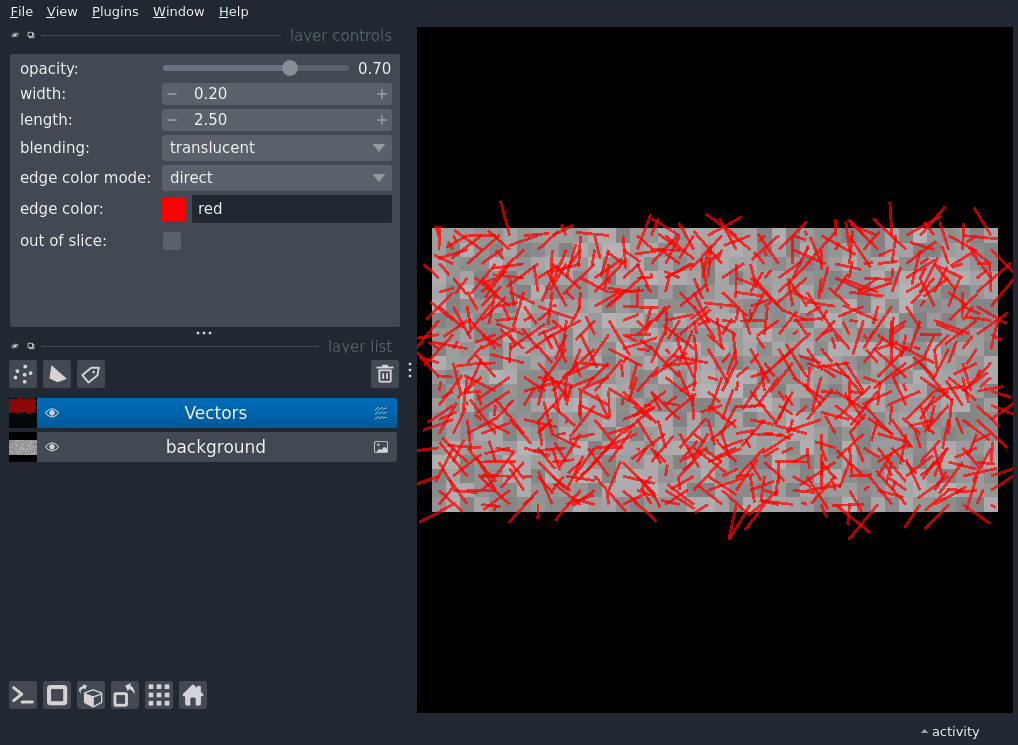 File View Plugins Window Help
layer controls
opacity: 0.70
width: 0.20
length: 2.50
blending: translucent
edge color mode: direct
edge color: red
out of slice:
layer list
Vectors
background
activity